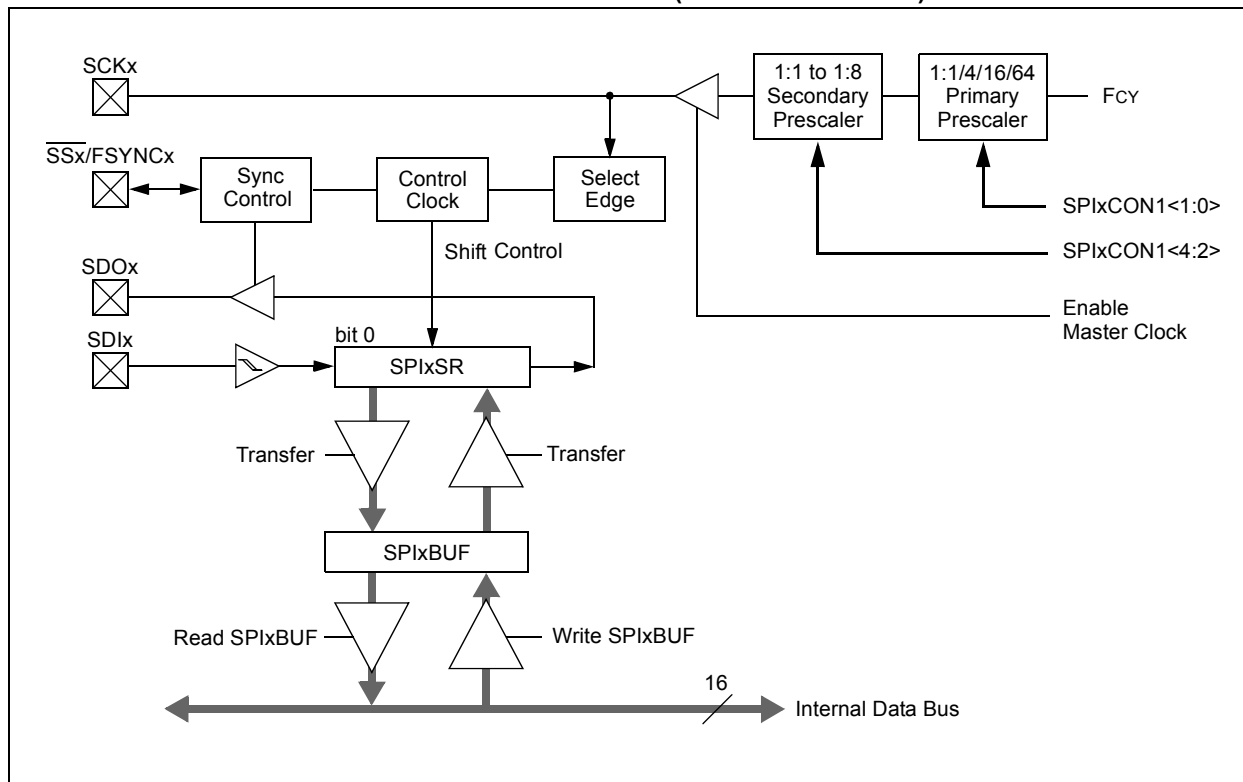 SCKx
1:1 to 1:8
Secondary
Prescaler
1:1/4/16/64
Primary
Prescaler
FCY
SSx/FSYNCx
Sync
Control
Control
Clock
Select
Edge
SPIxCON1<1:0>
Shift Control
SPIxCON1<4:2>
SDOx
Enable
Master Clock
SDIx
bit 0
SPIxSR
Transfer
Transfer
SPIxBUF
Read SPIxBUF
Write SPIxBUF
16
Internal Data Bus